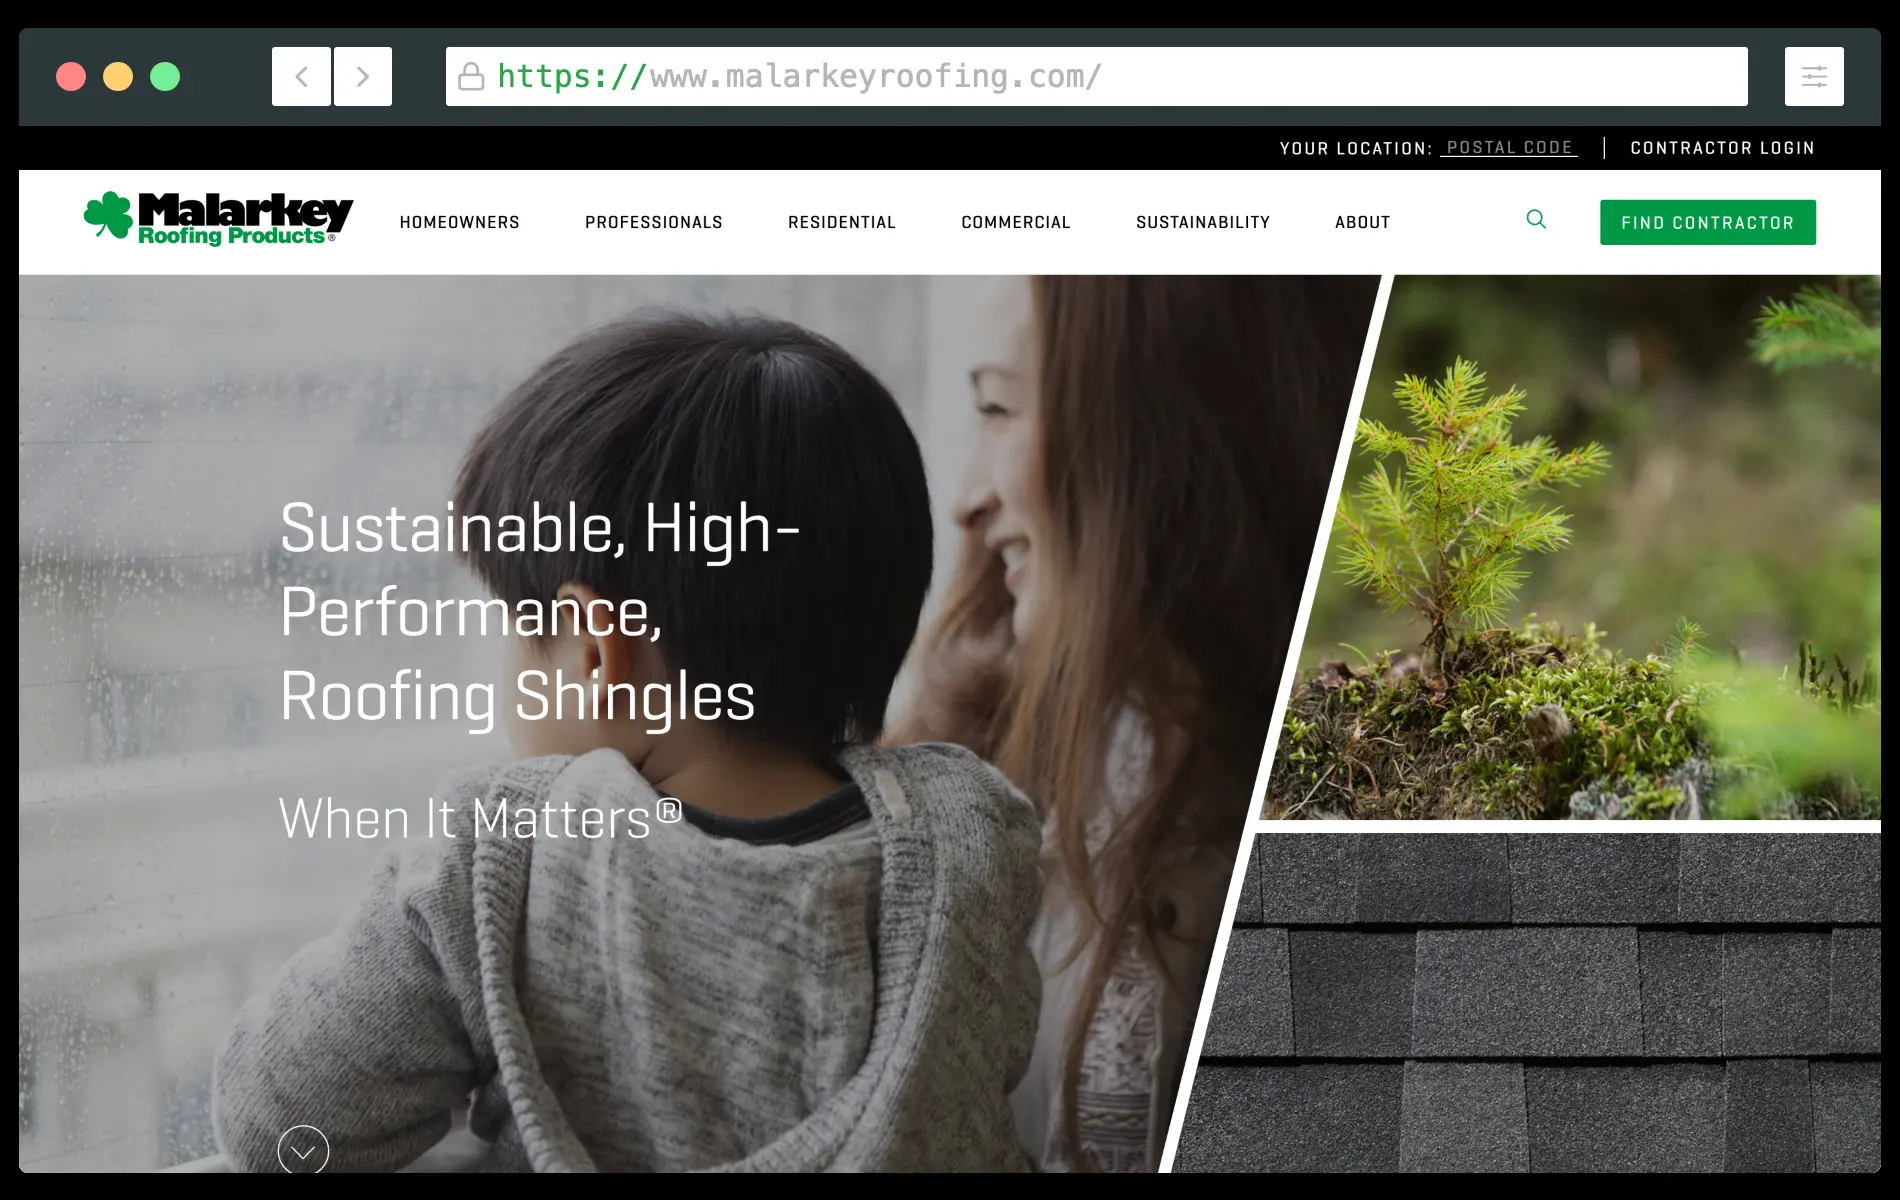 https://www.malarkeyroofing.com/
YOUR LOCATION: POSTAL CODE CONTRACTOR LOGIN
Malarkey
Roofing Products®
HOMEOWNERS PROFESSIONALS RESIDENTIAL COMMERCIAL SUSTAINABILITY ABOUT FIND CONTRACTOR
Sustainable, High-
Performance,
Roofing Shingles
When It Matters®